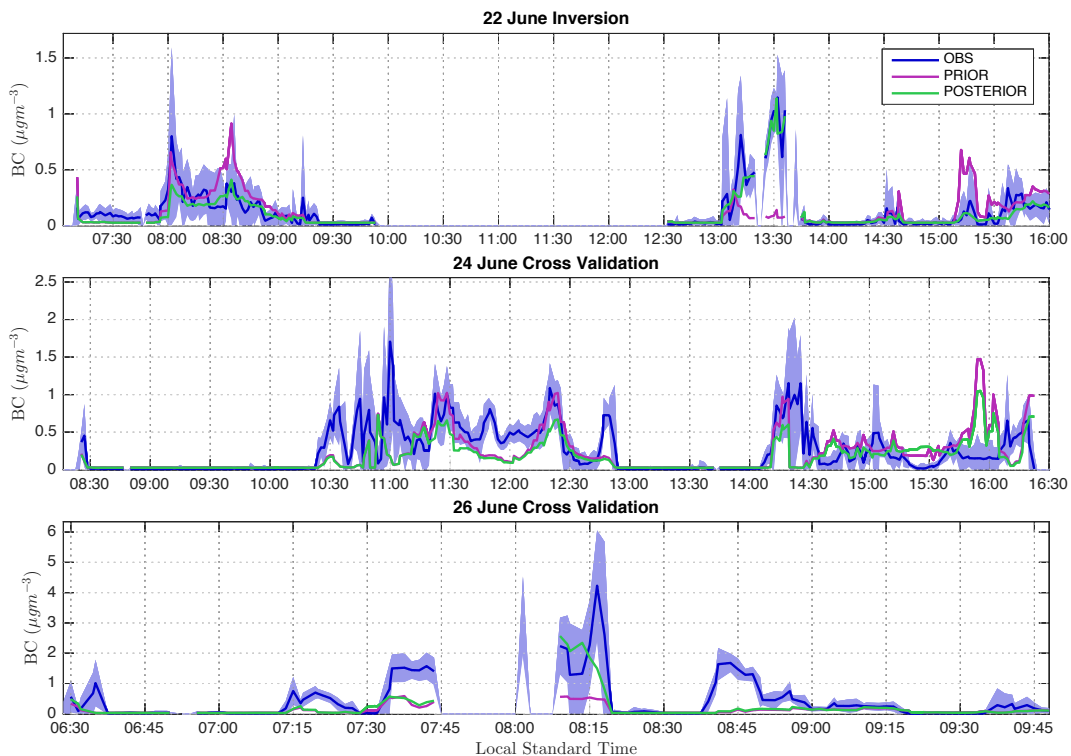 22 June Inversion
BC (μgm⁻³)
1.5
1
0.5
0
OBS
PRIOR
POSTERIOR
07:30 08:00 08:30 09:00 09:30 10:00 10:30 11:00 11:30 12:00 12:30 13:00 13:30 14:00 14:30 15:00 15:30 16:00
24 June Cross Validation
BC (μgm⁻³)
2.5
2
1.5
1
0.5
0
08:30 09:00 09:30 10:00 10:30 11:00 11:30 12:00 12:30 13:00 13:30 14:00 14:30 15:00 15:30 16:00 16:30
26 June Cross Validation
BC (μgm⁻³)
6
5
4
3
2
1
0
06:30 06:45 07:00 07:15 07:30 07:45 08:00 08:15 08:30 08:45 09:00 09:15 09:30 09:45
Local Standard Time